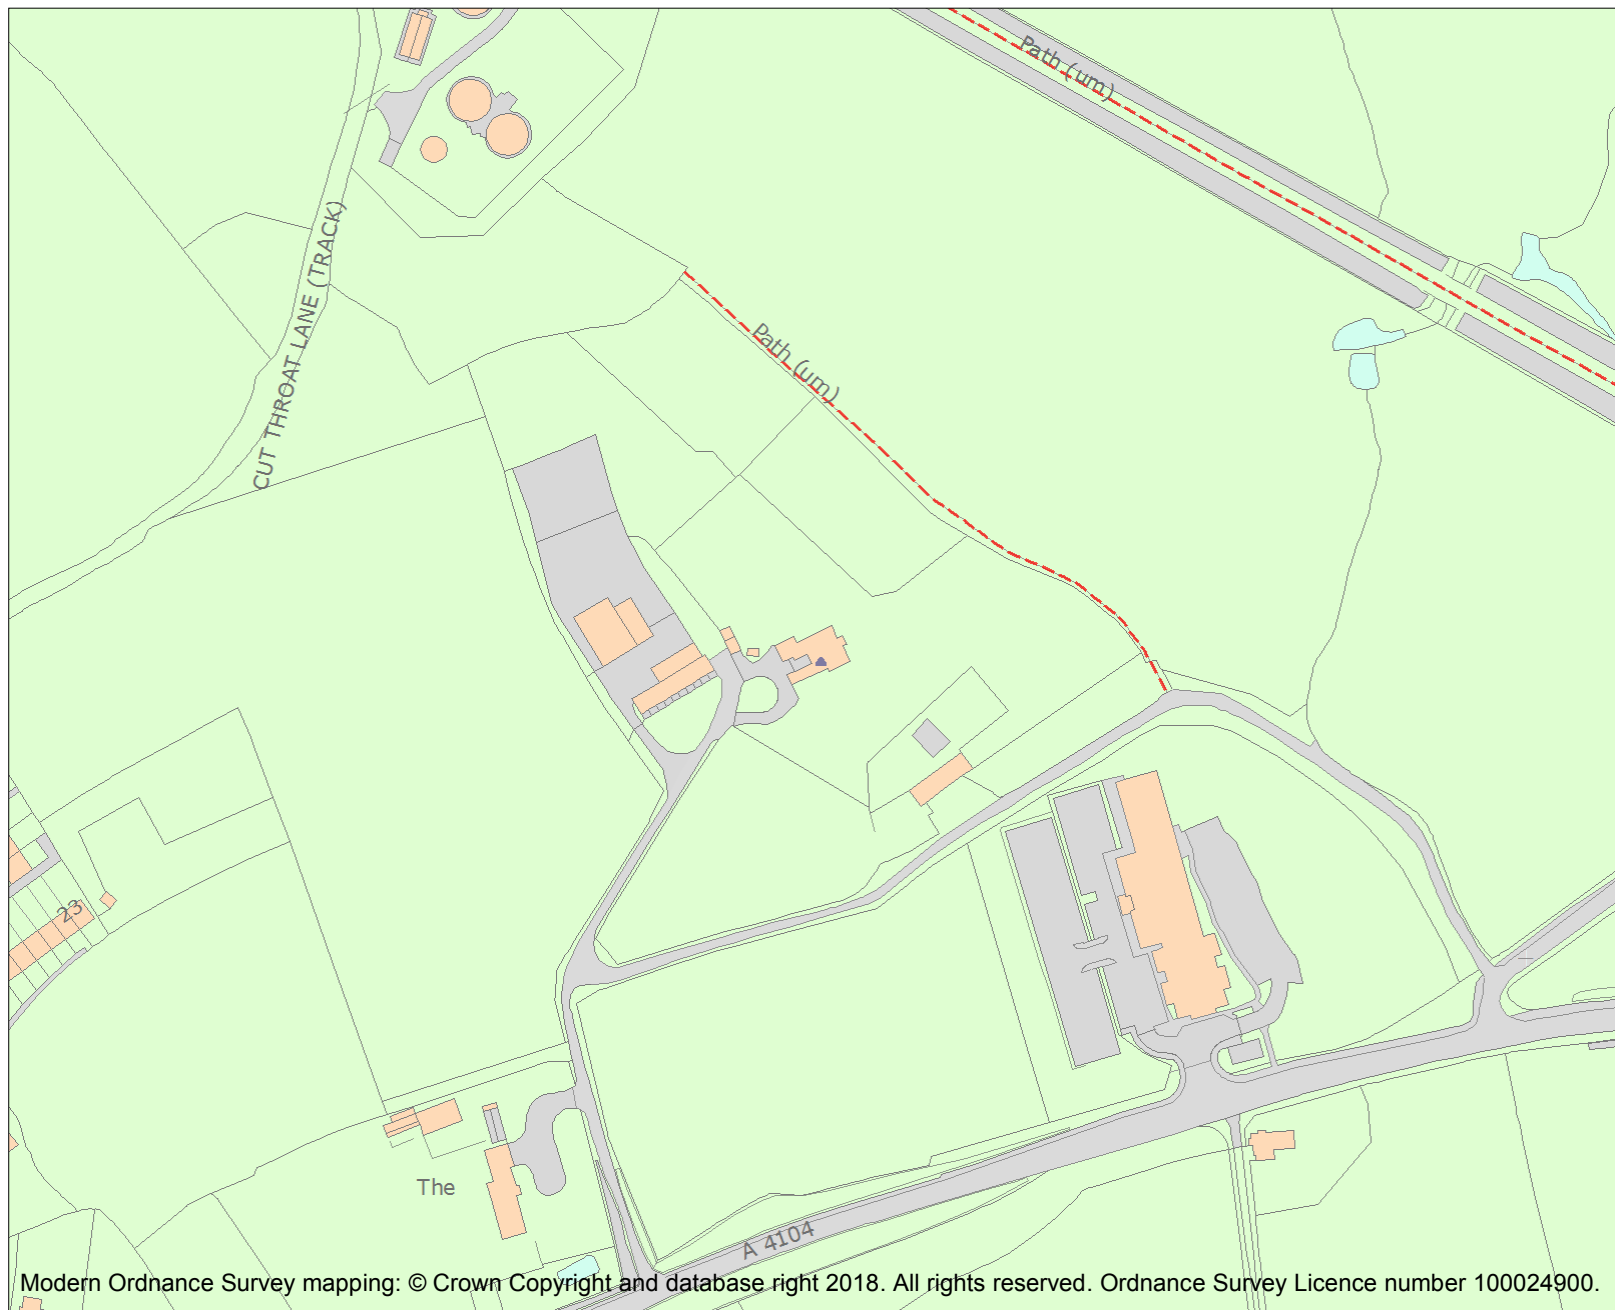 Path (um)
CUT THROAT LANE (TRACK)
Path (um)
23
The
A 4104
Modern Ordnance Survey mapping: © Crown Copyright and database right 2018. All rights reserved. Ordnance Survey Licence number 100024900.